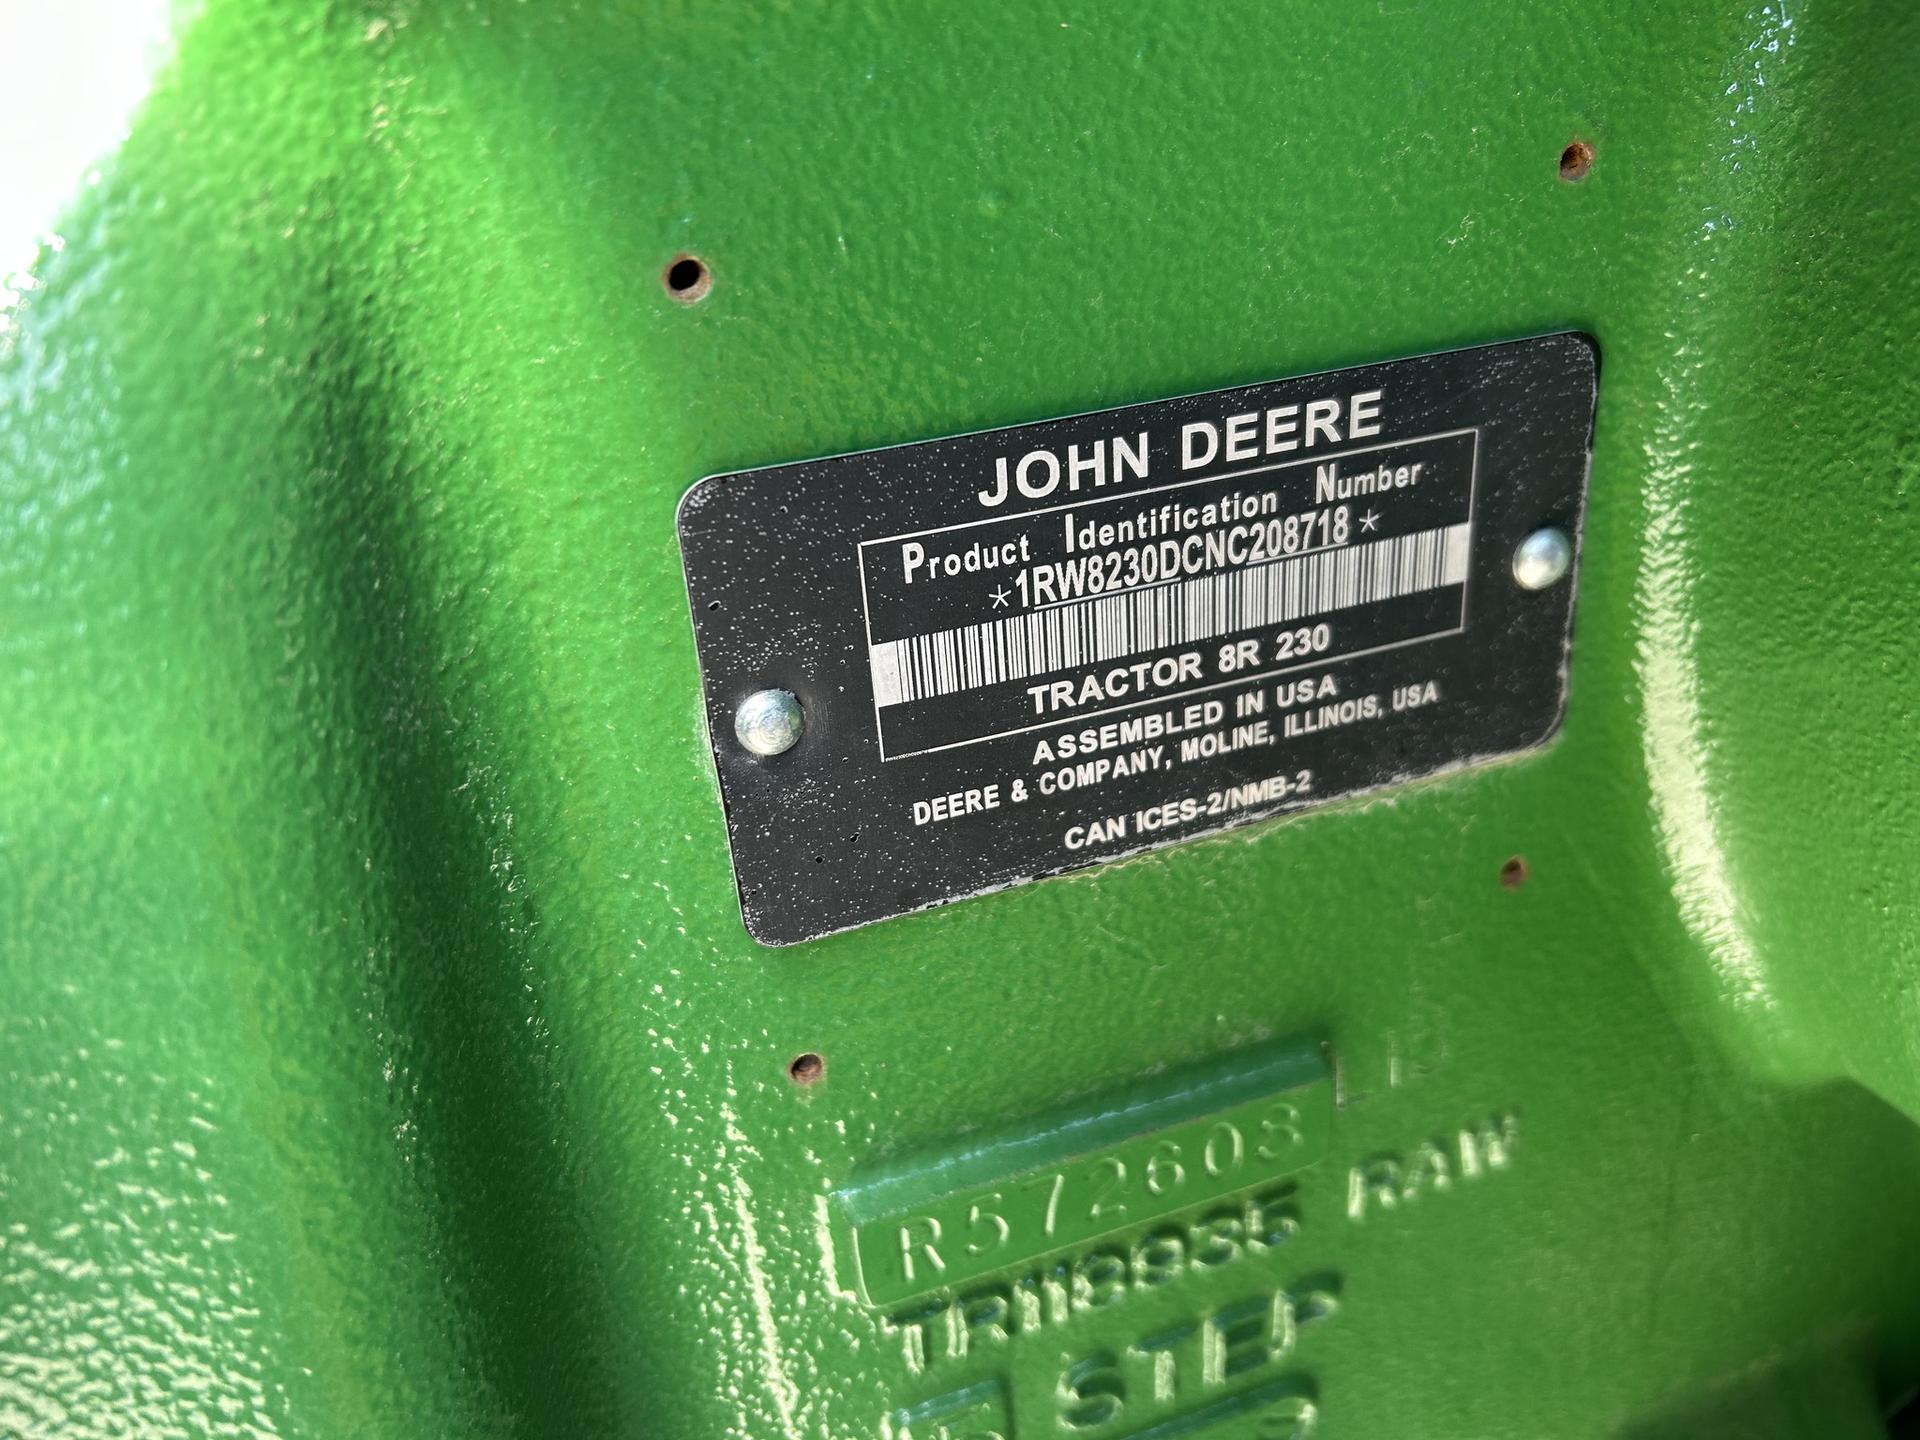 JOHN DEERE
Product Identification Number
*1RW8230DCNC208718*
TRACTOR 8R 230
ASSEMBLED IN USA
DEERE & COMPANY, MOLINE, ILLINOIS, USA
CAN ICES-2/NMB-2
R572603
RAW
STEP